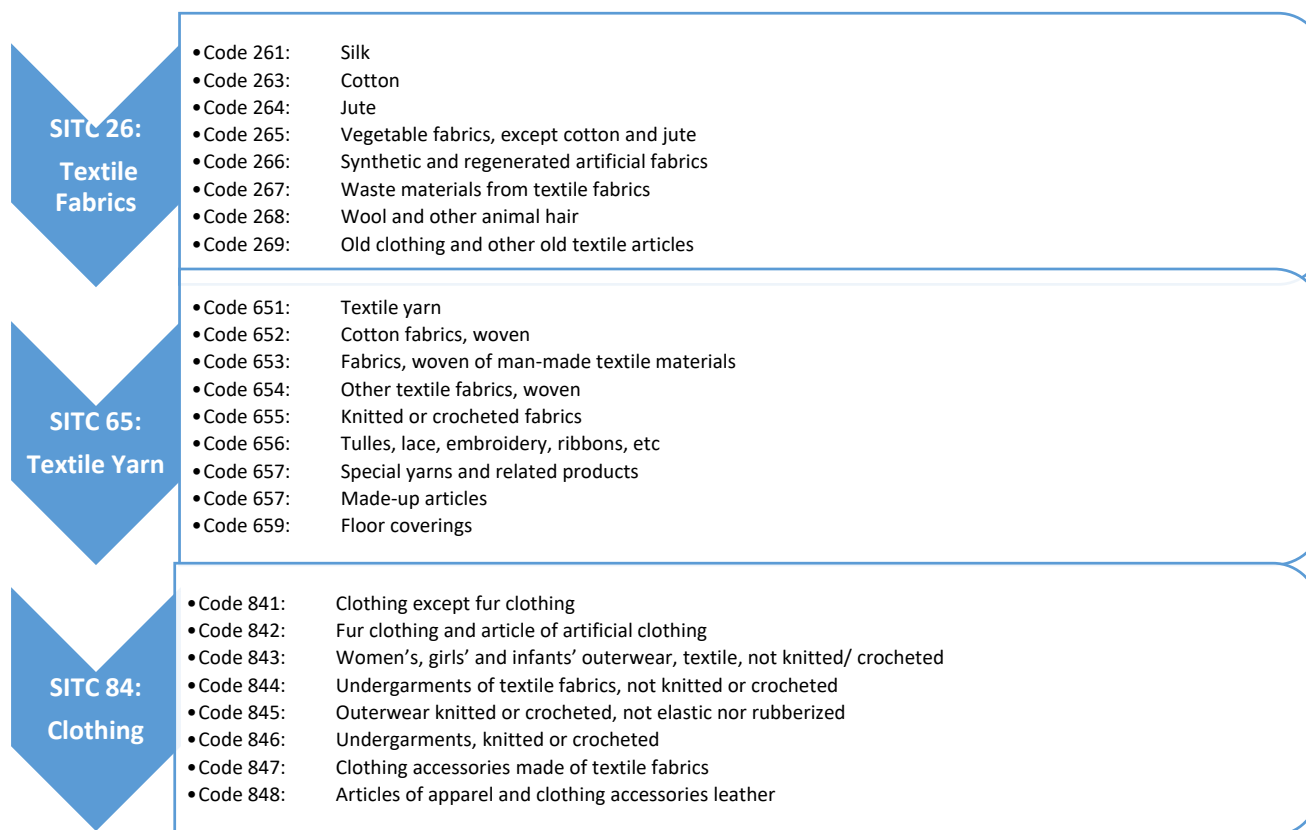 SITC 26:
Textile
Fabrics
•Code 261: Silk
•Code 263: Cotton
•Code 264: Jute
•Code 265: Vegetable fabrics, except cotton and jute
•Code 266: Synthetic and regenerated artificial fabrics
•Code 267: Waste materials from textile fabrics
•Code 268: Wool and other animal hair
•Code 269: Old clothing and other old textile articles
SITC 65:
Textile Yarn
•Code 651: Textile yarn
•Code 652: Cotton fabrics, woven
•Code 653: Fabrics, woven of man-made textile materials
•Code 654: Other textile fabrics, woven
•Code 655: Knitted or crocheted fabrics
•Code 656: Tulles, lace, embroidery, ribbons, etc
•Code 657: Special yarns and related products
•Code 657: Made-up articles
•Code 659: Floor coverings
SITC 84:
Clothing
•Code 841: Clothing except fur clothing
•Code 842: Fur clothing and article of artificial clothing
•Code 843: Women’s, girls’ and infants’ outerwear, textile, not knitted/ crocheted
•Code 844: Undergarments of textile fabrics, not knitted or crocheted
•Code 845: Outerwear knitted or crocheted, not elastic nor rubberized
•Code 846: Undergarments, knitted or crocheted
•Code 847: Clothing accessories made of textile fabrics
•Code 848: Articles of apparel and clothing accessories leather